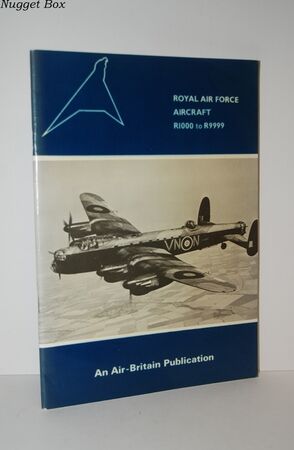 Nugget Box
ROYAL AIR FORCE
AIRCRAFT
R1000 to R9999
VN N
An Air-Britain Publication